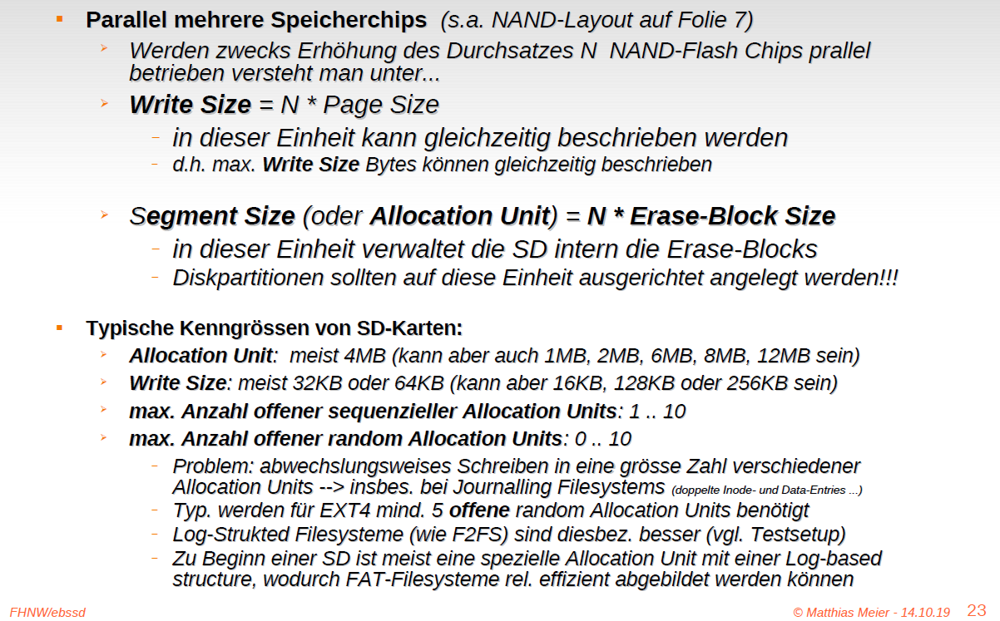 Parallel mehrere Speicherchips (s.a. NAND-Layout auf Folie 7)
Werden zwecks Erhöhung des Durchsatzes N NAND-Flash Chips prallel
betrieben versteht man unter...
Write Size = N * Page Size
in dieser Einheit kann gleichzeitig beschrieben werden
d.h. max. Write Size Bytes können gleichzeitig beschrieben
Segment Size (oder Allocation Unit) = N * Erase-Block Size
in dieser Einheit verwaltet die SD intern die Erase-Blocks
Diskpartitionen sollten auf diese Einheit ausgerichtet angelegt werden!!!
Typische Kenngrössen von SD-Karten:
Allocation Unit: meist 4MB (kann aber auch 1MB, 2MB, 6MB, 8MB, 12MB sein)
Write Size: meist 32KB oder 64KB (kann aber 16KB, 128KB oder 256KB sein)
max. Anzahl offener sequenzieller Allocation Units: 1 .. 10
max. Anzahl offener random Allocation Units: 0 .. 10
Problem: abwechslungsweises Schreiben in eine grösse Zahl verschiedener
Allocation Units --> insbes. bei Journalling Filesystems (doppelte Inode- und Data-Entries ...)
Typ. werden für EXT4 mind. 5 offene random Allocation Units benötigt
Log-Strukted Filesysteme (wie F2FS) sind diesbez. besser (vgl. Testsetup)
Zu Beginn einer SD ist meist eine spezielle Allocation Unit mit einer Log-based
structure, wodurch FAT-Filesysteme rel. effizient abgebildet werden können
FHNW/ebssd
© Matthias Meier - 14.10.19 23